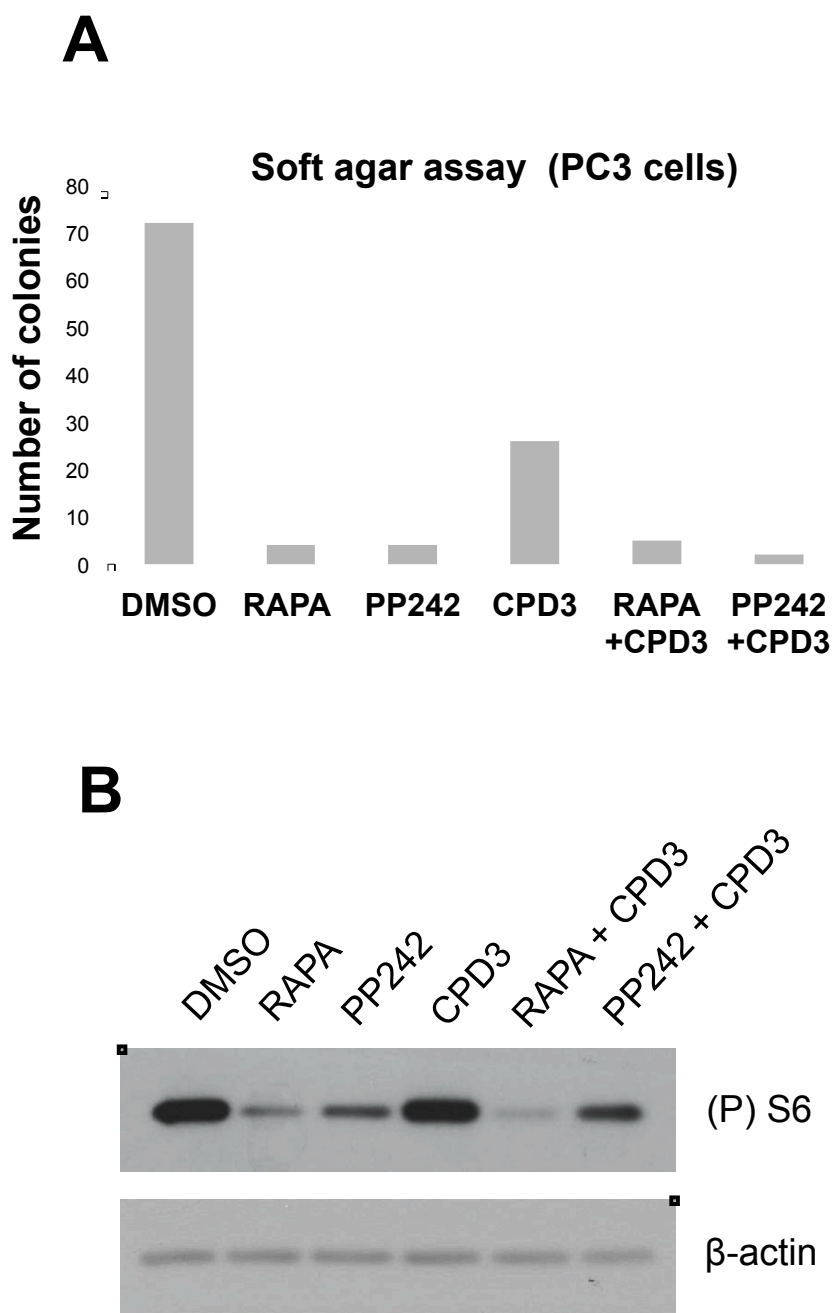 A
Soft agar assay (PC3 cells)
Number of colonies
80
70
60
50
40
30
20
10
0
DMSO RAPA PP242 CPD3 RAPA +CPD3 PP242 +CPD3
B
DMSO RAPA PP242 CPD3 RAPA + CPD3 PP242 + CPD3
(P) S6
β-actin